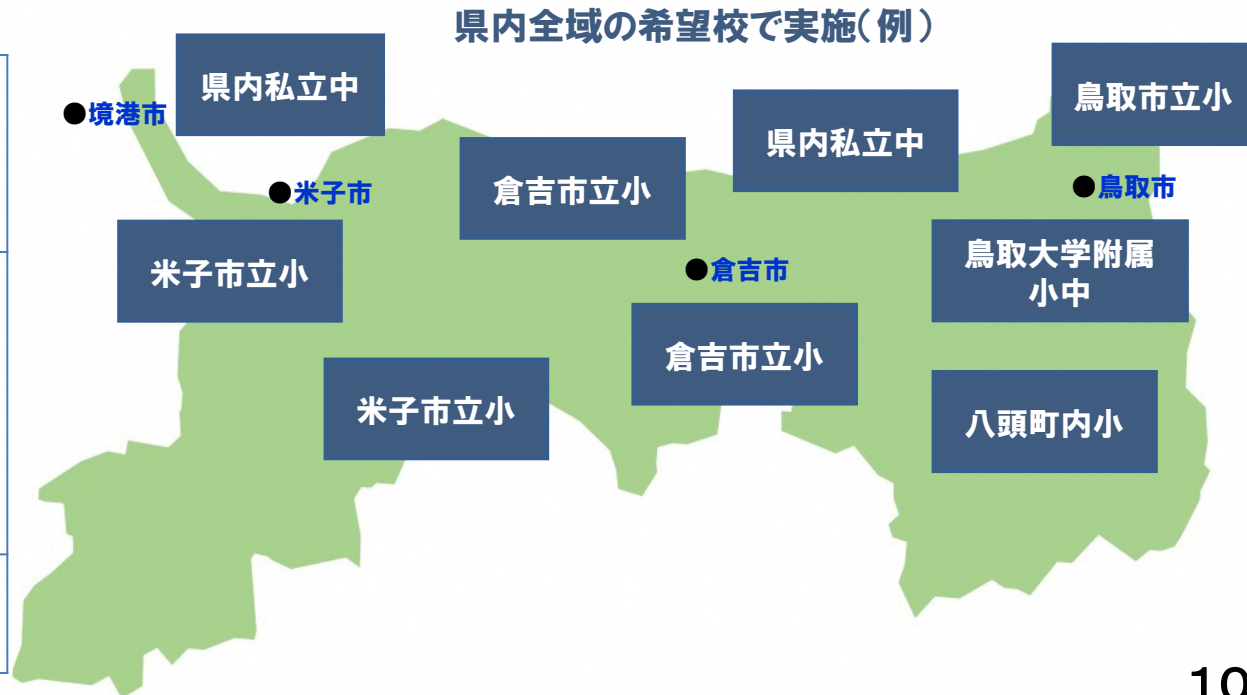 県内全域の希望校で実施(例)
県内私立中
鳥取市立小
●境港市
県内私立中
倉吉市立小
●米子市
●鳥取市
米子市立小
鳥取大学附属
小中
●倉吉市
倉吉市立小
米子市立小
八頭町内小
10